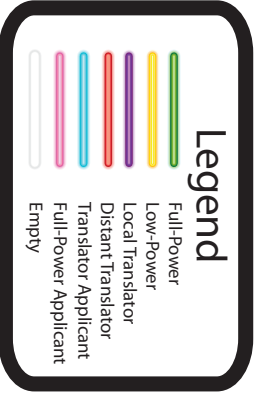 Legend
Full-Power
Low-Power
Local Translator
Distant Translator
Translator Applicant
Full-Power Applicant
Empty